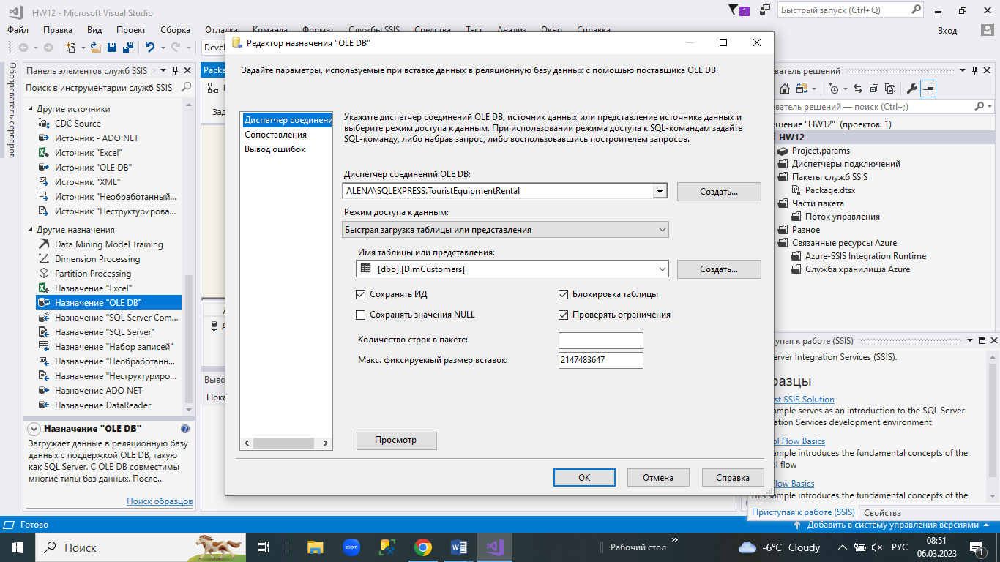 HW12 - Microsoft Visual Studio
1
Быстрый запуск (Ctrl+Q)
Файл Правка Вид Проект Сборка Отладка Команда Формат Службы SSIS Средства Тест Анализ Окно Справка
Вход
Devel
Обозреватель серверов
Панель элементов служб SSIS
Поиск в инструментарии служб SSIS
Другие источники
CDC Source
Источник - ADO NET
Источник "Excel"
Источник "OLE DB"
Источник "XML"
Источник "Необработанный...
Источник "Неструктурирова...
Другие назначения
Data Mining Model Training
Dimension Processing
Partition Processing
Назначение "Excel"
Назначение "OLE DB"
Назначение "SQL Server Com...
Назначение "SQL Server"
Назначение "Набор записей"
Назначение "Необработанн...
Назначение "Неструктуриро...
Назначение ADO NET
Назначение DataReader
Назначение "OLE DB"
Загружает данные в реляционную базу
данных с поддержкой OLE DB, такую
как SQL Server. С OLE DB совместимы
многие типы баз данных. После...
Поиск образцов
Packa
Зад
Выво
Пока
Редактор назначения "OLE DB"
Задайте параметры, используемые при вставке данных в реляционную базу данных с помощью поставщика OLE DB.
Диспетчер соединени
Сопоставления
Вывод ошибок
Укажите диспетчер соединений OLE DB, источник данных или представление источника данных и
выберите режим доступа к данным. При использовании режима доступа к SQL-командам задайте
SQL-команду, либо набрав запрос, либо воспользовавшись построителем запросов.
Диспетчер соединений OLE DB:
ALENA\SQLEXPRESS.TouristEquipmentRental
Создать...
Режим доступа к данным:
Быстрая загрузка таблицы или представления
Имя таблицы или представления:
[dbo].[DimCustomers]
Создать...
Сохранять ИД
Блокировка таблицы
Сохранять значения NULL
Проверять ограничения
Количество строк в пакете:
Макс. фиксируемый размер вставок:
2147483647
Просмотр
ОК
Отмена
Справка
ватель решений
ватель решений — поиск (Ctrl+;)
ешение "HW12" (проектов: 1)
HW12
Project.params
Диспетчеры подключений
Пакеты служб SSIS
Package.dtsx
Части пакета
Поток управления
Разное
Связанные ресурсы Azure
Azure-SSIS Integration Runtime
Служба хранилища Azure
тупая к работе (SSIS)
erver Integration Services (SSIS).
разцы
st SSIS Solution
ample serves as an introduction to the SQL Server
ation Services development environment
ol Flow Basics
ample introduces the fundamental concepts of the
ol flow
Flow Basics
This sample introduces the fundamental concepts of the
Приступая к работе (SSIS)
Свойства
Готово
Добавить в систему управления версиями
Поиск
zoom
Рабочий стол
-6°C Cloudy
РУС
08:51
06.03.2023
1